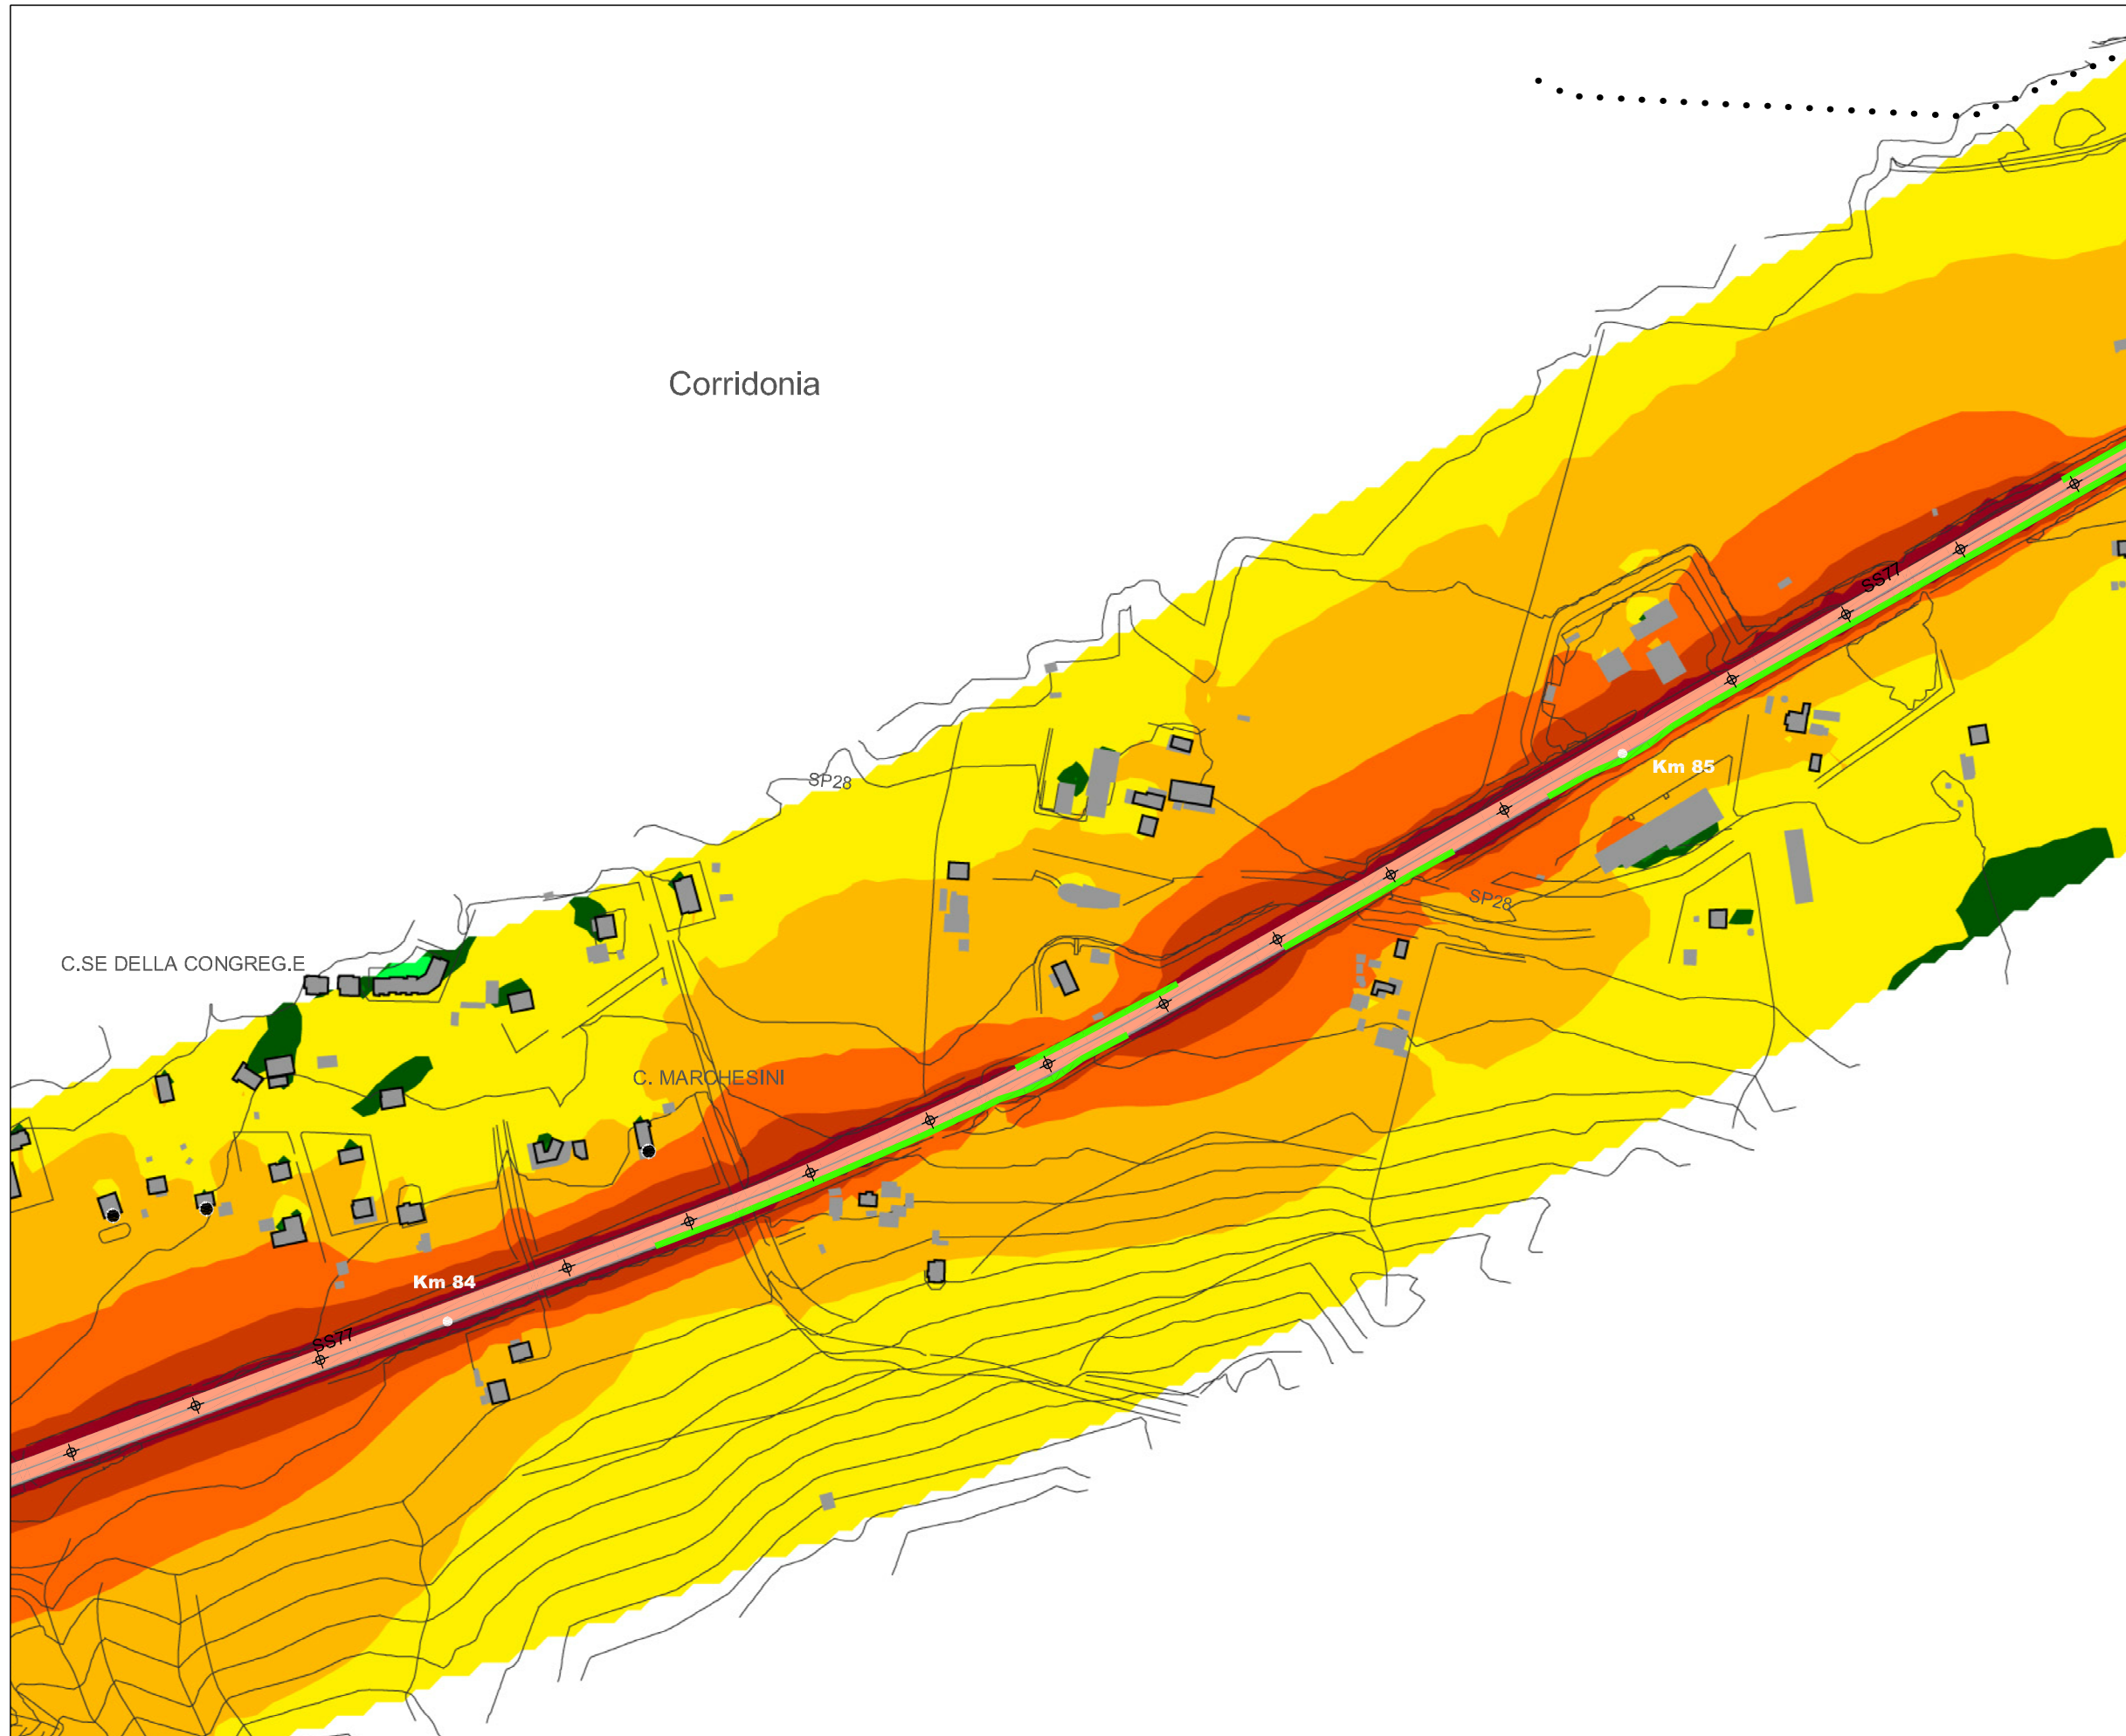 Corridonia
SS77
Km 85
SP28
SP28
C.SE DELLA CONGREG.E
C. MARCHESINI
Km 84
SS77